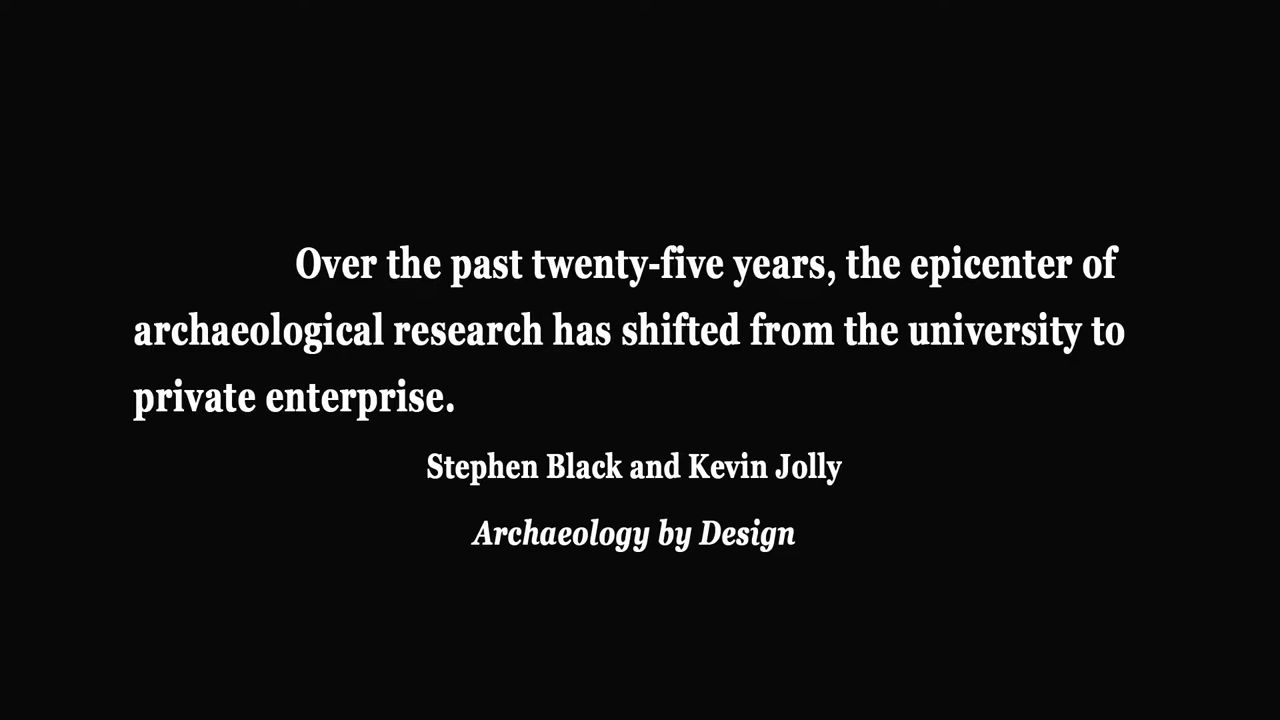 Over the past twenty-five years, the epicenter of
archaeological research has shifted from the university to
private enterprise.
Stephen Black and Kevin Jolly
Archaeology by Design